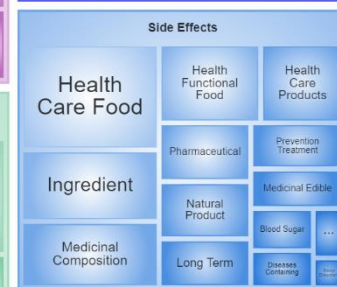 Side Effects
Health
Care Food
Health
Functional
Food
Health
Care
Products
Pharmaceutical
Prevention
Treatment
Ingredient
Medicinal Edible
Natural
Product
Blood Sugar
...
Medicinal
Composition
Long Term
Diseases
Containing